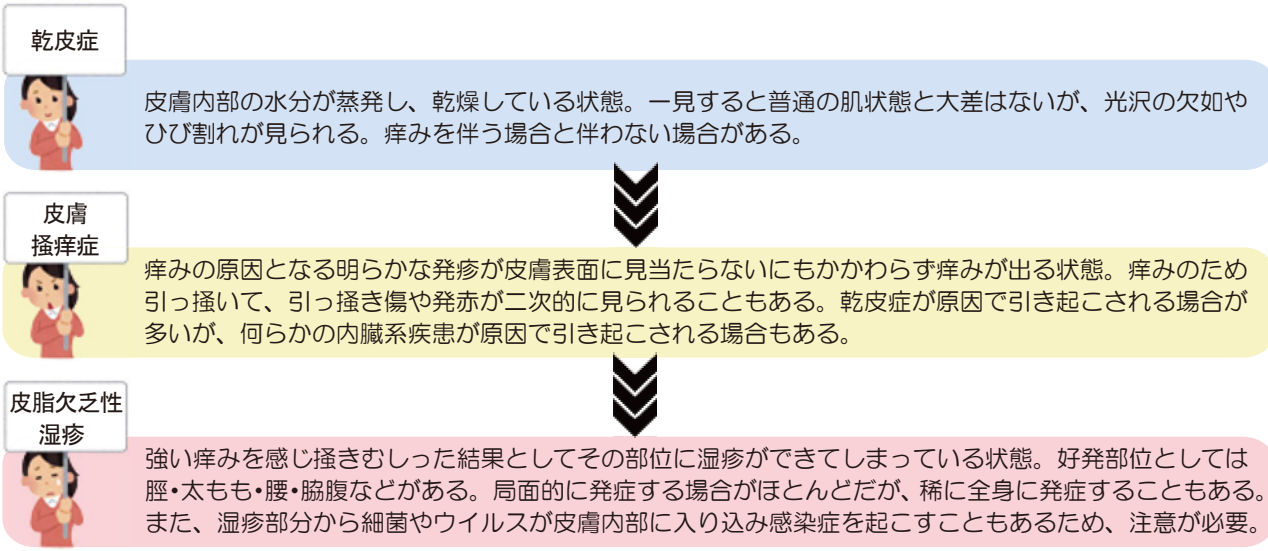 乾皮症
皮膚内部の水分が蒸発し、乾燥している状態。一見すると普通の肌状態と大差はないが、光沢の欠如や
ひび割れが見られる。痒みを伴う場合と伴わない場合がある。
皮膚
掻痒症
痒みの原因となる明らかな発疹が皮膚表面に見当たらないにもかかわらず痒みが出る状態。痒みのため
引っ掻いて、引っ掻き傷や発赤が二次的に見られることもある。乾皮症が原因で引き起こされる場合が
多いが、何らかの内臓系疾患が原因で引き起こされる場合もある。
皮脂欠乏性
湿疹
強い痒みを感じ掻きむしった結果としてその部位に湿疹ができてしまっている状態。好発部位としては
脛・太もも・腰・脇腹などがある。局面的に発症する場合がほとんどだが、稀に全身に発症することもある。
また、湿疹部分から細菌やウイルスが皮膚内部に入り込み感染症を起こすこともあるため、注意が必要。